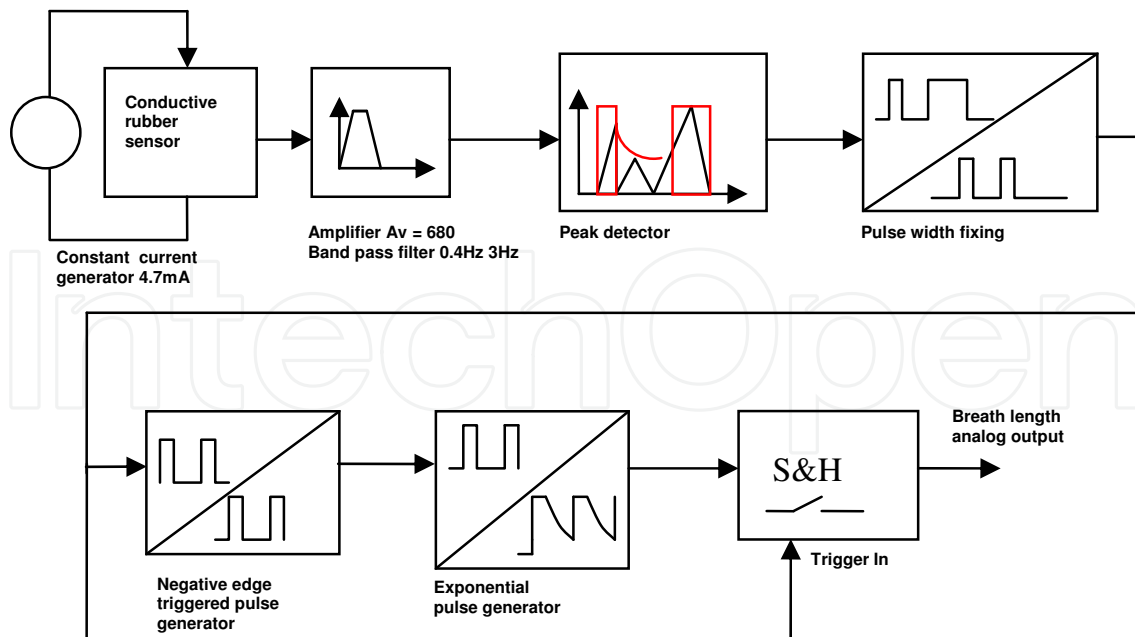 Conductive
rubber
sensor
Constant current
generator 4.7mA
Amplifier Av = 680
Band pass filter 0.4Hz 3Hz
Peak detector
Pulse width fixing
IntechOpen
Negative edge
triggered pulse
generator
Exponential
pulse generator
S&H
Trigger In
Breath length
analog output